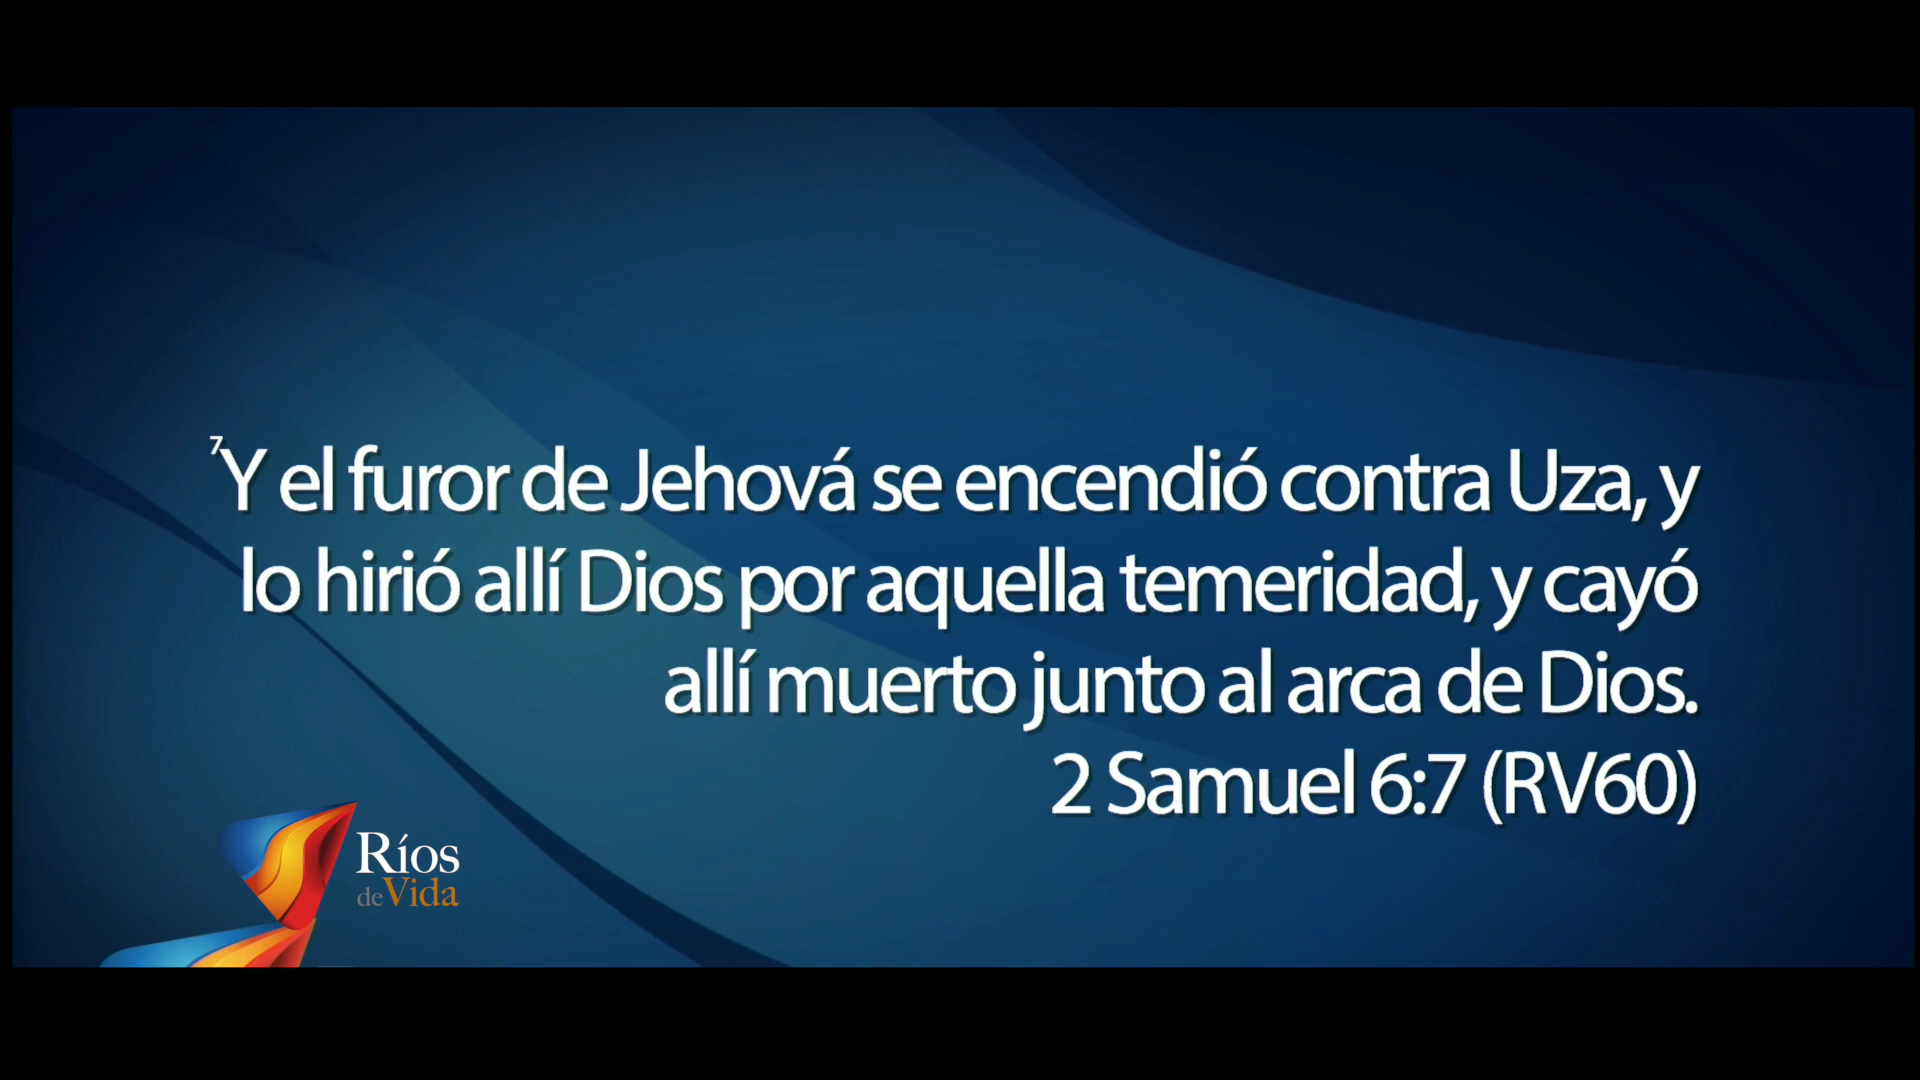 ⁷Y el furor de Jehová se encendió contra Uza, y
lo hirió allí Dios por aquella temeridad, y cayó
allí muerto junto al arca de Dios.
2 Samuel 6:7 (RV60)
Ríos
de Vida